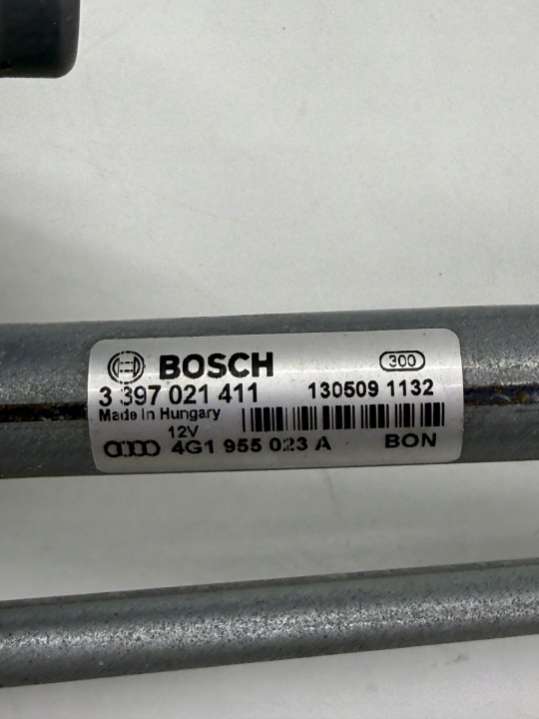 BOSCH 300
3 397 021 411 130509 1132
Made in Hungary
12V
4G1 955 023 A BON